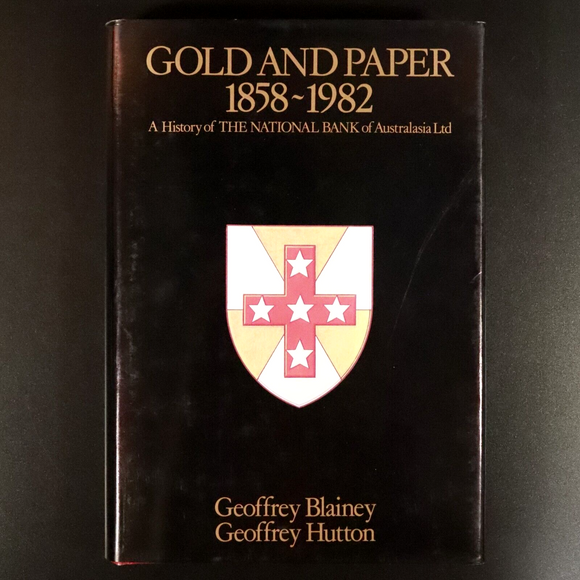 GOLD AND PAPER
1858~1982
A History of THE NATIONAL BANK of Australasia Ltd
Geoffrey Blainey
Geoffrey Hutton